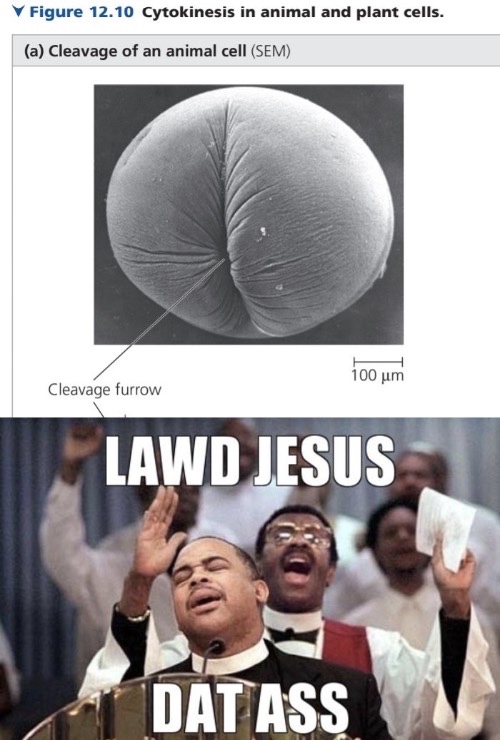 Figure 12.10 Cytokinesis in animal and plant cells.
(a) Cleavage of an animal cell (SEM)
100 μm
Cleavage furrow
LAWD JESUS
DAT ASS